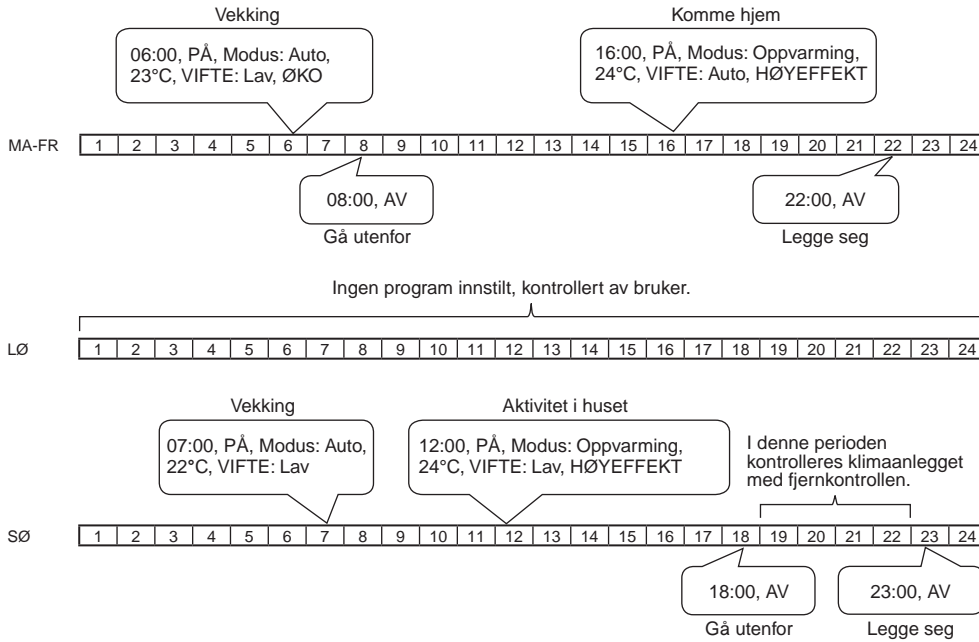 Vekking
06:00, PÅ, Modus: Auto,
23°C, VIFTE: Lav, ØKO
Komme hjem
16:00, PÅ, Modus: Oppvarming,
24°C, VIFTE: Auto, HØYEFFEKT
MA-FR 1 2 3 4 5 6 7 8 9 10 11 12 13 14 15 16 17 18 19 20 21 22 23 24
08:00, AV
Gå utenfor
22:00, AV
Legge seg
Ingen program innstilt, kontrollert av bruker.
LØ 1 2 3 4 5 6 7 8 9 10 11 12 13 14 15 16 17 18 19 20 21 22 23 24
Vekking
07:00, PÅ, Modus: Auto,
22°C, VIFTE: Lav
Aktivitet i huset
12:00, PÅ, Modus: Oppvarming,
24°C, VIFTE: Lav, HØYEFFEKT
I denne perioden
kontrolleres klimaanlegget
med fjernkontrollen.
SØ 1 2 3 4 5 6 7 8 9 10 11 12 13 14 15 16 17 18 19 20 21 22 23 24
18:00, AV
Gå utenfor
23:00, AV
Legge seg